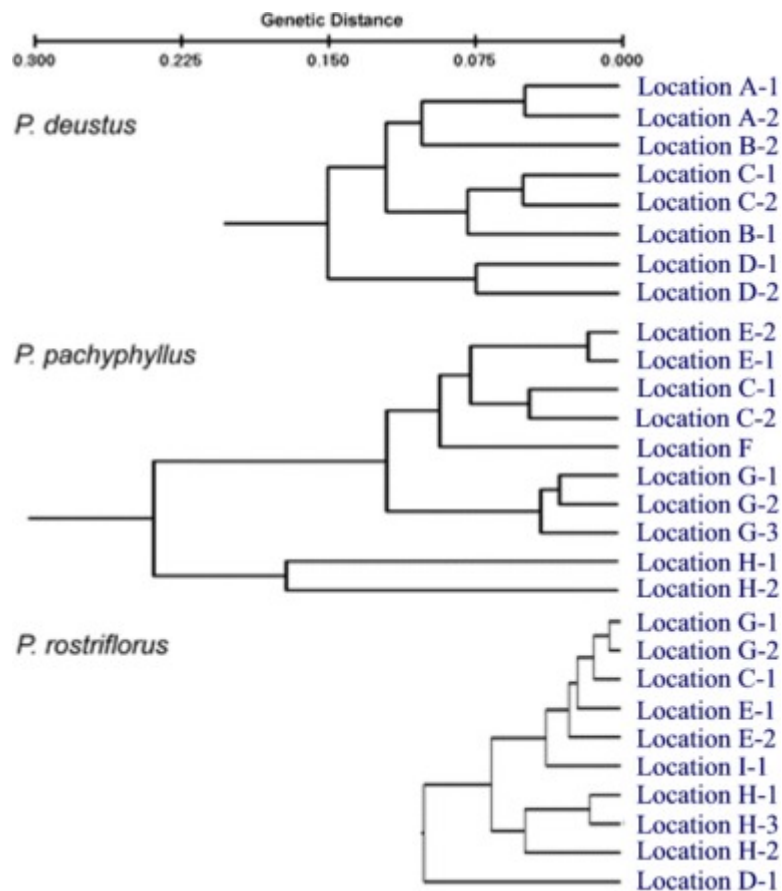 Genetic Distance
0.300 0.225 0.150 0.075 0.000
P. deustus
Location A-1
Location A-2
Location B-2
Location C-1
Location C-2
Location B-1
Location D-1
Location D-2
P. pachyphyllus
Location E-2
Location E-1
Location C-1
Location C-2
Location F
Location G-1
Location G-2
Location G-3
Location H-1
Location H-2
P. rostriflorus
Location G-1
Location G-2
Location C-1
Location E-1
Location E-2
Location I-1
Location H-1
Location H-3
Location H-2
Location D-1